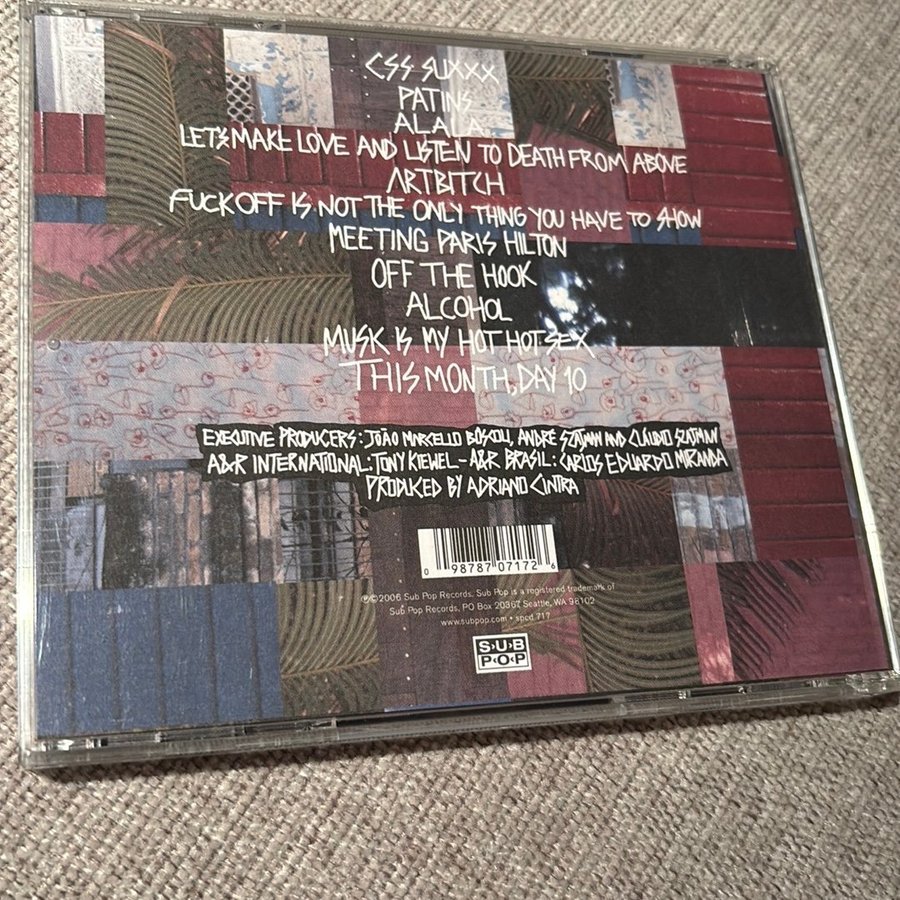 CSS SUXXX
PATINS
ALALA
LET'S MAKE LOVE AND LISTEN TO DEATH FROM ABOVE
ARTBITCH
FUCKOFF IS NOT THE ONLY THING YOU HAVE TO SHOW
MEETING PARIS HILTON
OFF THE HOOK
ALCOHOL
MUSIC IS MY HOT HOT SEX
THIS MONTH, DAY 10
EXECUTIVE PRODUCERS: JOÃO MARCELLO BÔSCOLI, ANDRÉ SZAJMAN AND CLAUDIO SZAJMAN
A&R INTERNATIONAL: TONY KIEWEL - A&R BRASIL: CARLOS EDUARDO MIRANDA
PRODUCED BY ADRIANO CINTRA
0 98787 07172 6
℗©2006 Sub Pop Records. Sub Pop is a registered trademark of
Sub Pop Records, PO Box 20367, Seattle, WA 98102
www.subpop.com • spcd 717
SUB
POP